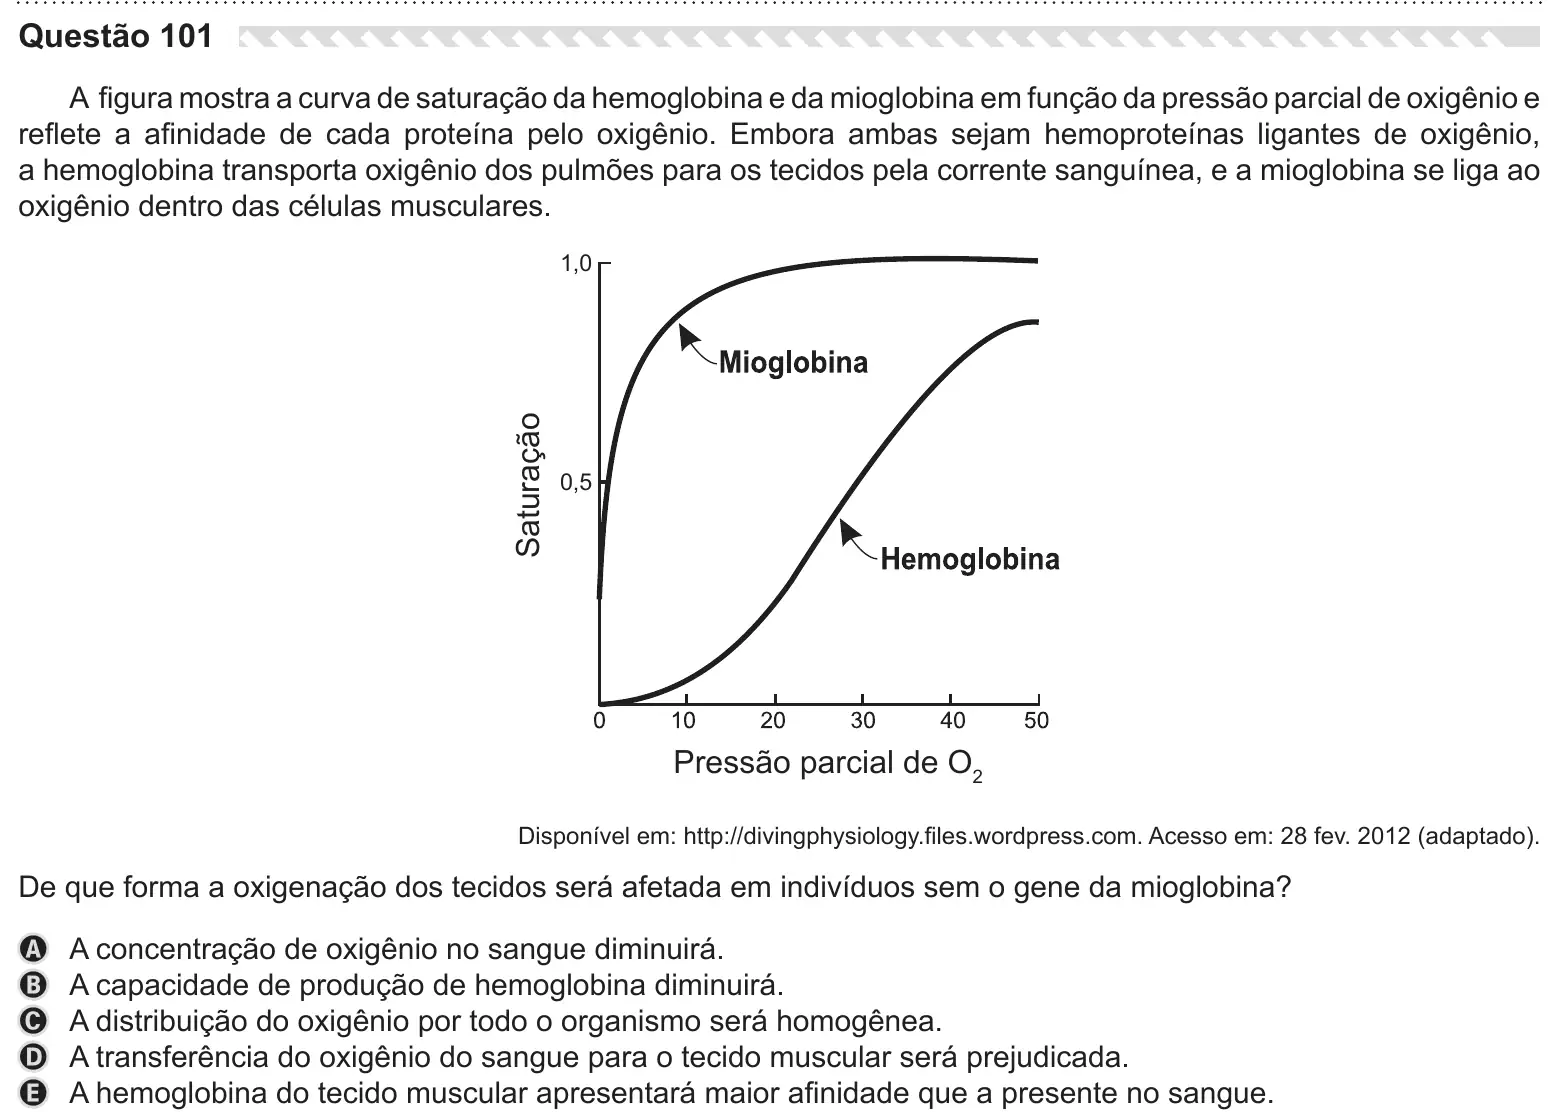 Questão 101
A figura mostra a curva de saturação da hemoglobina e da mioglobina em função da pressão parcial de oxigênio e
reflete a afinidade de cada proteína pelo oxigênio. Embora ambas sejam hemoproteínas ligantes de oxigênio,
a hemoglobina transporta oxigênio dos pulmões para os tecidos pela corrente sanguínea, e a mioglobina se liga ao
oxigênio dentro das células musculares.
1,0
Mioglobina
Saturação
0,5
Hemoglobina
0 10 20 30 40 50
Pressão parcial de O₂
Disponível em: http://divingphysiology.files.wordpress.com. Acesso em: 28 fev. 2012 (adaptado).
De que forma a oxigenação dos tecidos será afetada em indivíduos sem o gene da mioglobina?
A A concentração de oxigênio no sangue diminuirá.
B A capacidade de produção de hemoglobina diminuirá.
C A distribuição do oxigênio por todo o organismo será homogênea.
D A transferência do oxigênio do sangue para o tecido muscular será prejudicada.
E A hemoglobina do tecido muscular apresentará maior afinidade que a presente no sangue.